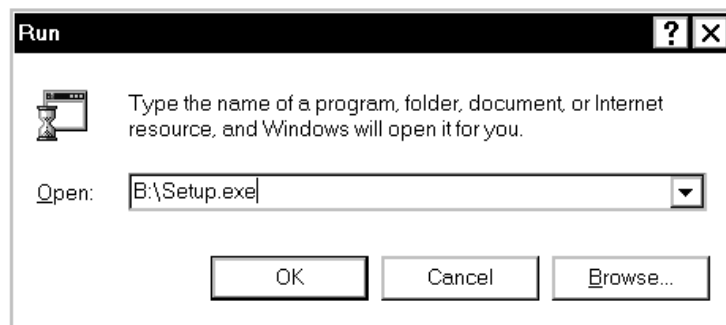 Run
Type the name of a program, folder, document, or Internet
resource, and Windows will open it for you.
Open: B:\Setup.exe
OK Cancel Browse...